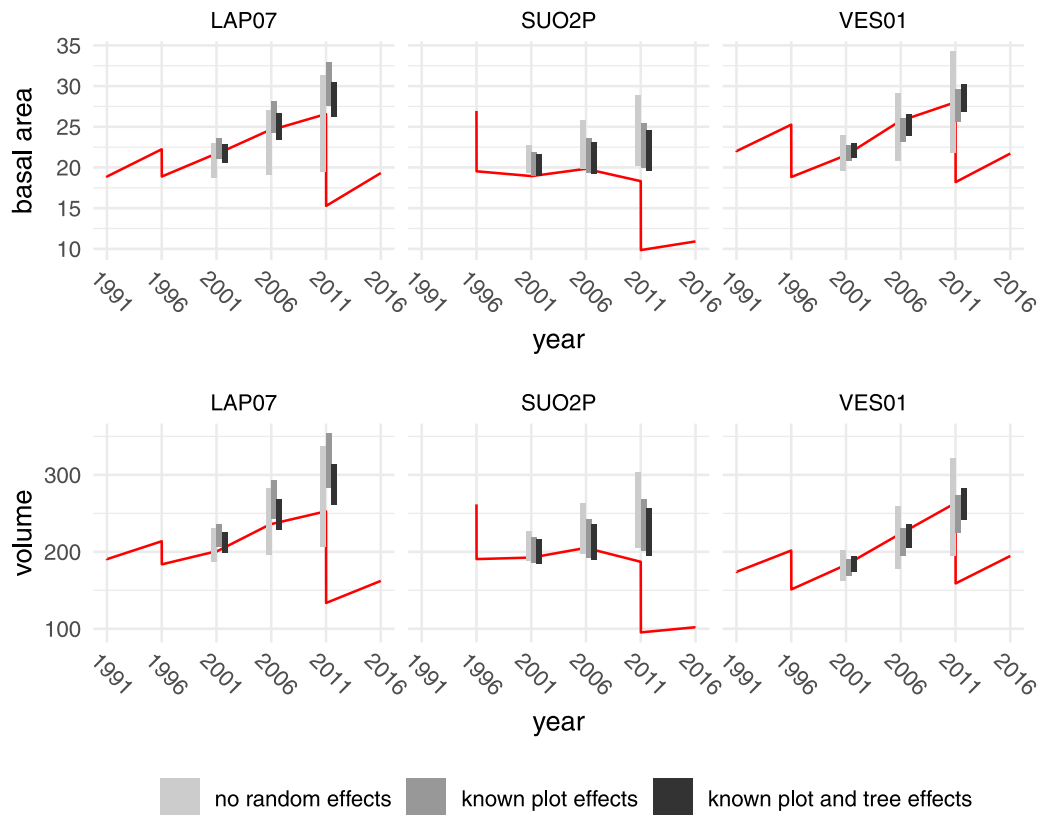 LAP07 SUO2P VES01
basal area
35
30
25
20
15
10
1991 1996 2001 2006 2011 2016 1991 1996 2001 2006 2011 2016 1991 1996 2001 2006 2011 2016
year
LAP07 SUO2P VES01
volume
300
200
100
1991 1996 2001 2006 2011 2016 1991 1996 2001 2006 2011 2016 1991 1996 2001 2006 2011 2016
year
no random effects known plot effects known plot and tree effects